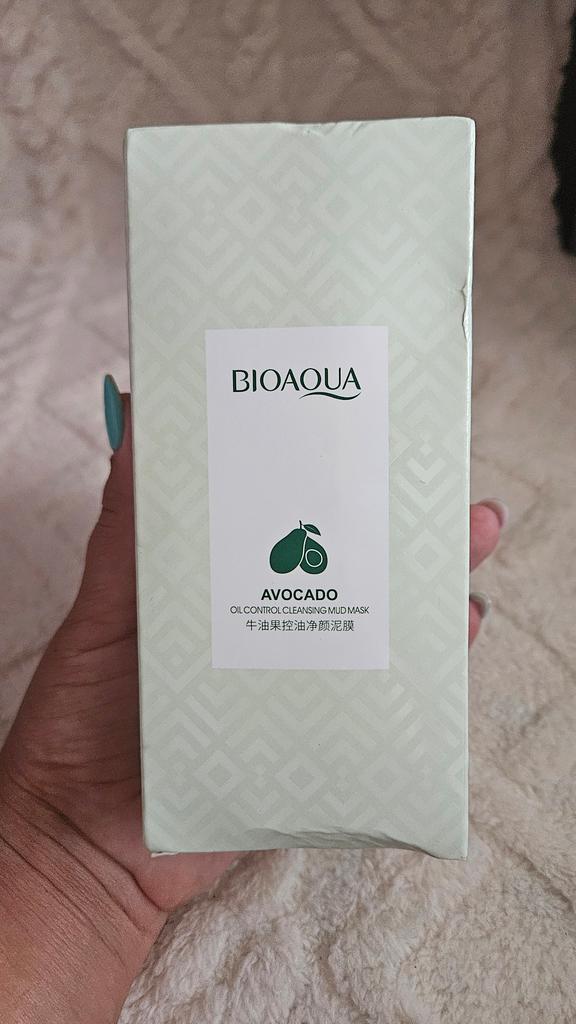 BIOAQUA
AVOCADO
OIL CONTROL CLEANSING MUD MASK
牛油果控油净颜泥膜